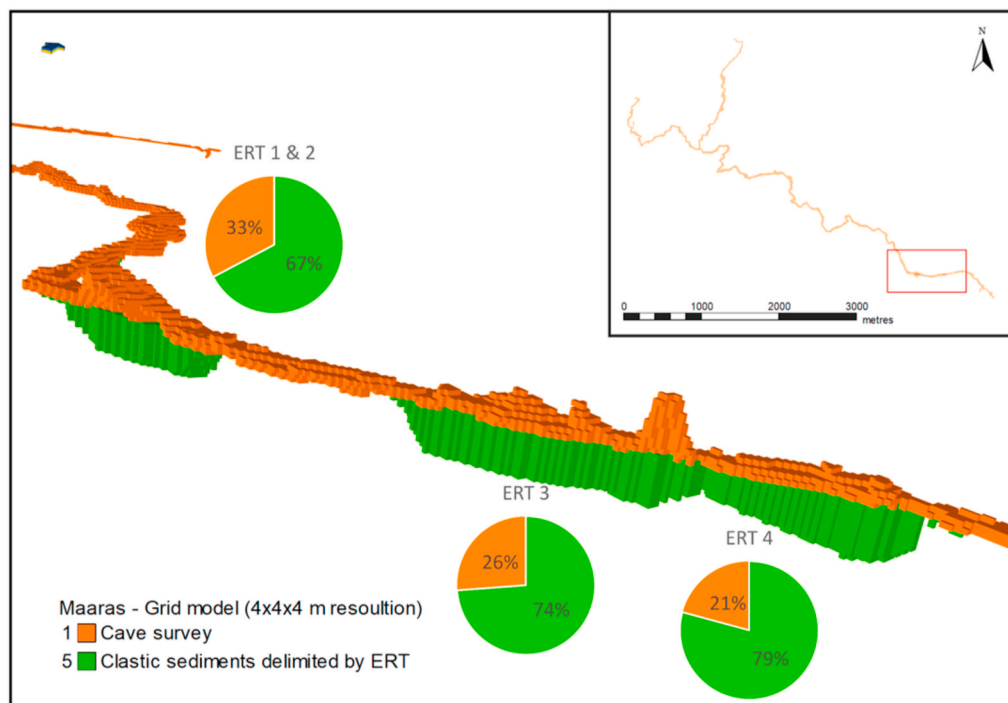 N
0 1000 2000 3000
metres
ERT 1 & 2
33%
67%
ERT 3
26%
74%
ERT 4
21%
79%
Maaras - Grid model (4x4x4 m resoultion)
1 Cave survey
5 Clastic sediments delimited by ERT